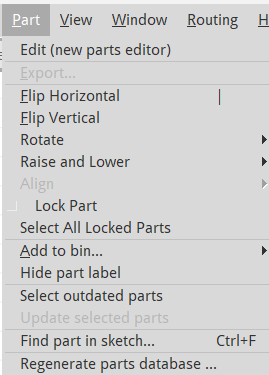 Part View Window Routing H
Edit (new parts editor)
Export...
Flip Horizontal |
Flip Vertical
Rotate
Raise and Lower
Align
Lock Part
Select All Locked Parts
Add to bin...
Hide part label
Select outdated parts
Update selected parts
Find part in sketch... Ctrl+F
Regenerate parts database ...